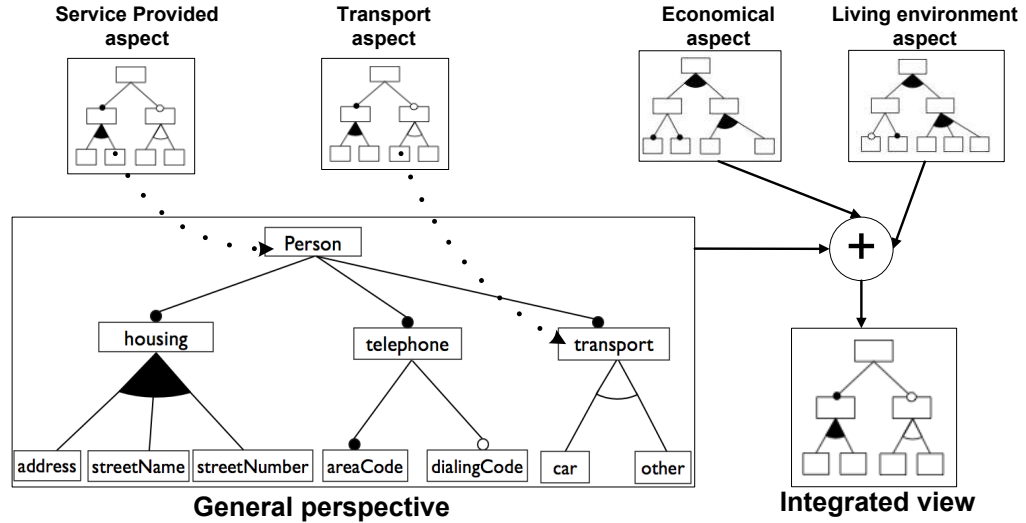 Service Provided
aspect
Transport
aspect
Economical
aspect
Living environment
aspect
Person
+
housing
telephone
transport
address
streetName
streetNumber
areaCode
dialingCode
car
other
General perspective
Integrated view